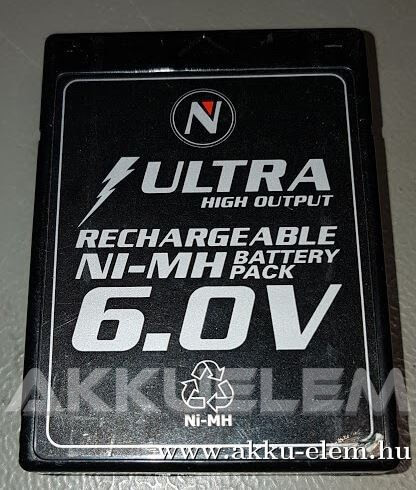 N
ULTRA
HIGH OUTPUT
RECHARGEABLE
NI-MH BATTERY PACK
6.0V
Ni-MH
AKKUELEM
www.akku-elem.hu